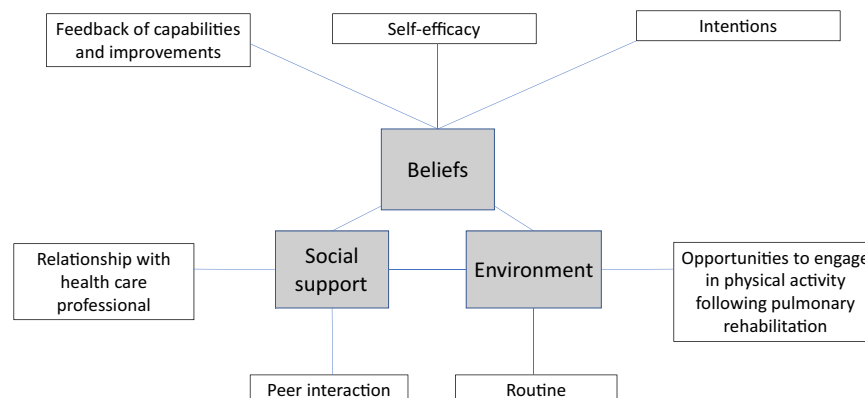 Feedback of capabilities
and improvements
Self-efficacy
Intentions
Beliefs
Relationship with
health care
professional
Social
support
Environment
Opportunities to engage
in physical activity
following pulmonary
rehabilitation
Peer interaction
Routine